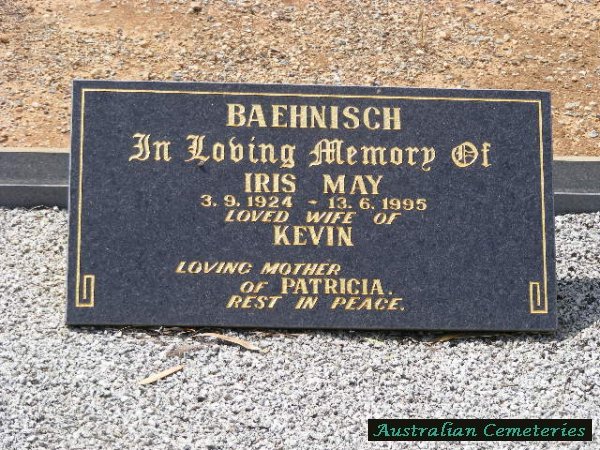 BAEHNISCH
In Loving Memory Of
IRIS MAY
3. 9. 1924 - 13. 6. 1995
LOVED WIFE OF
KEVIN
LOVING MOTHER
OF PATRICIA.
REST IN PEACE.
Australian Cemeteries